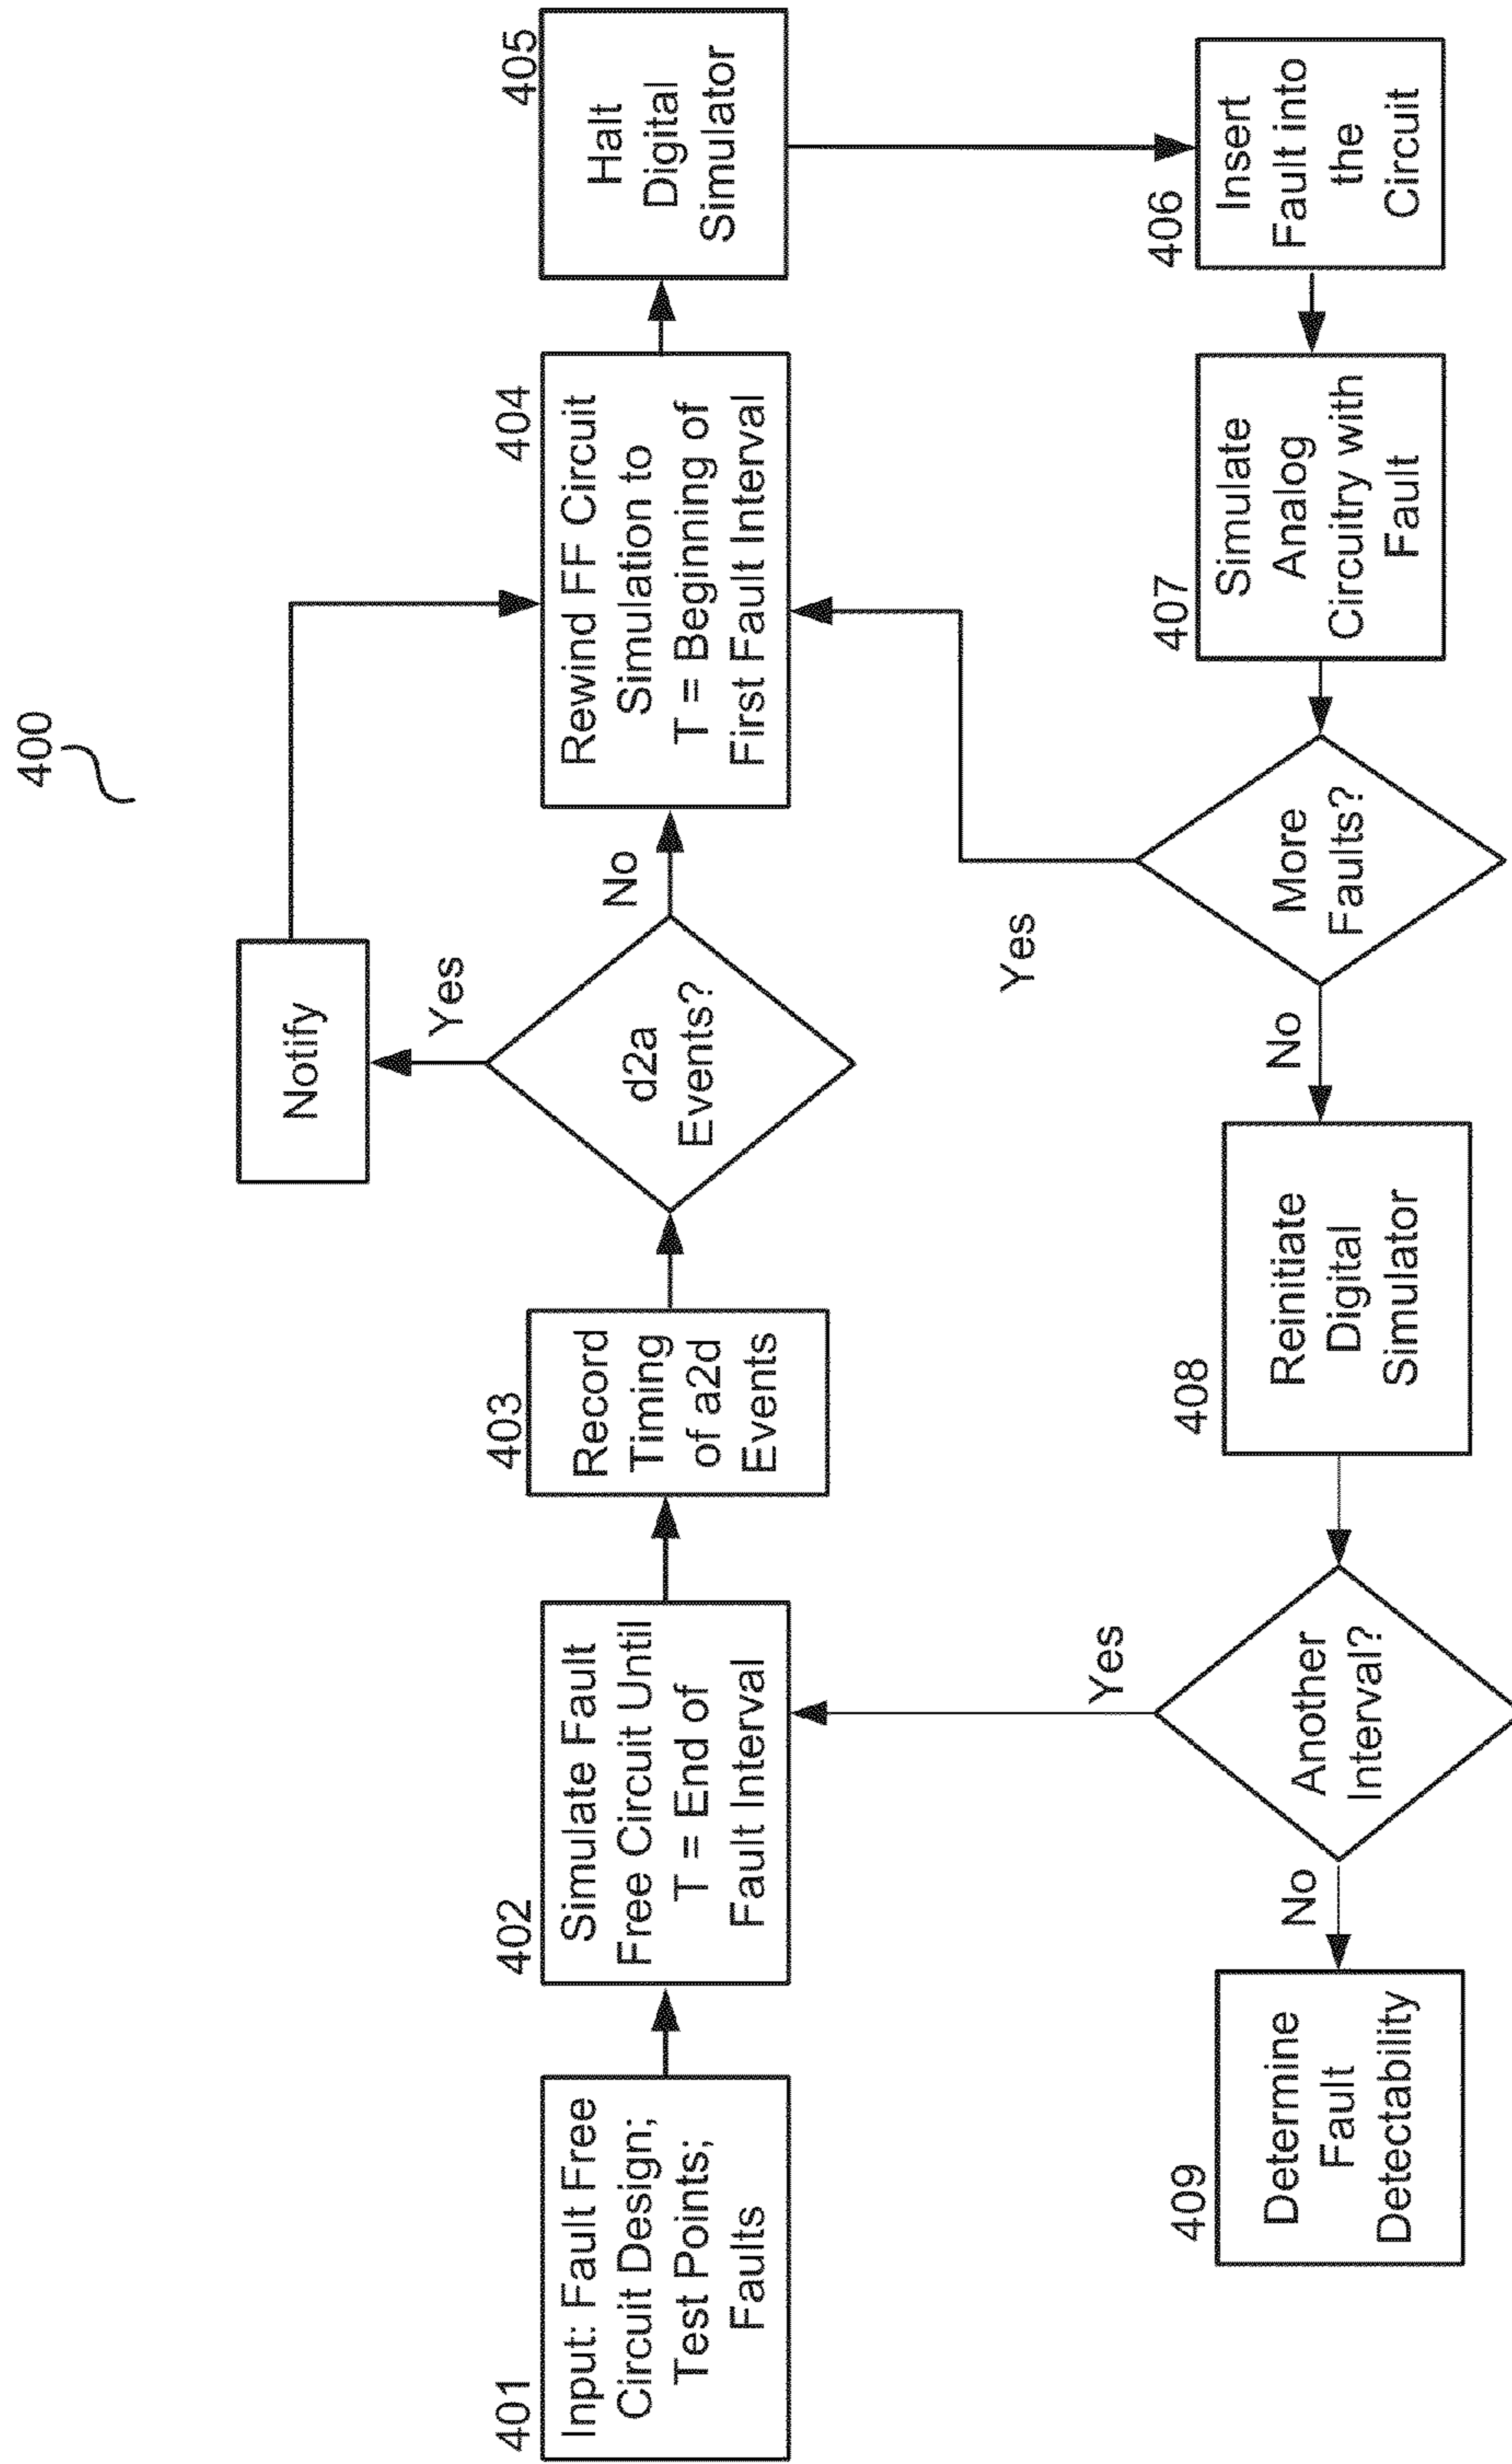 400
401
Input: Fault Free
Circuit Design;
Test Points;
Faults
402
Simulate Fault
Free Circuit Until
T = End of
Fault Interval
403
Record
Timing
of a2d
Events
d2a
Events?
Yes
Notify
No
404
Rewind FF Circuit
Simulation to
T = Beginning of
First Fault Interval
405
Halt
Digital
Simulator
406
Insert
Fault into
the
Circuit
407
Simulate
Analog
Circuitry with
Fault
More
Faults?
Yes
No
408
Reinitiate
Digital
Simulator
Another
Interval?
Yes
No
409
Determine
Fault
Detectability